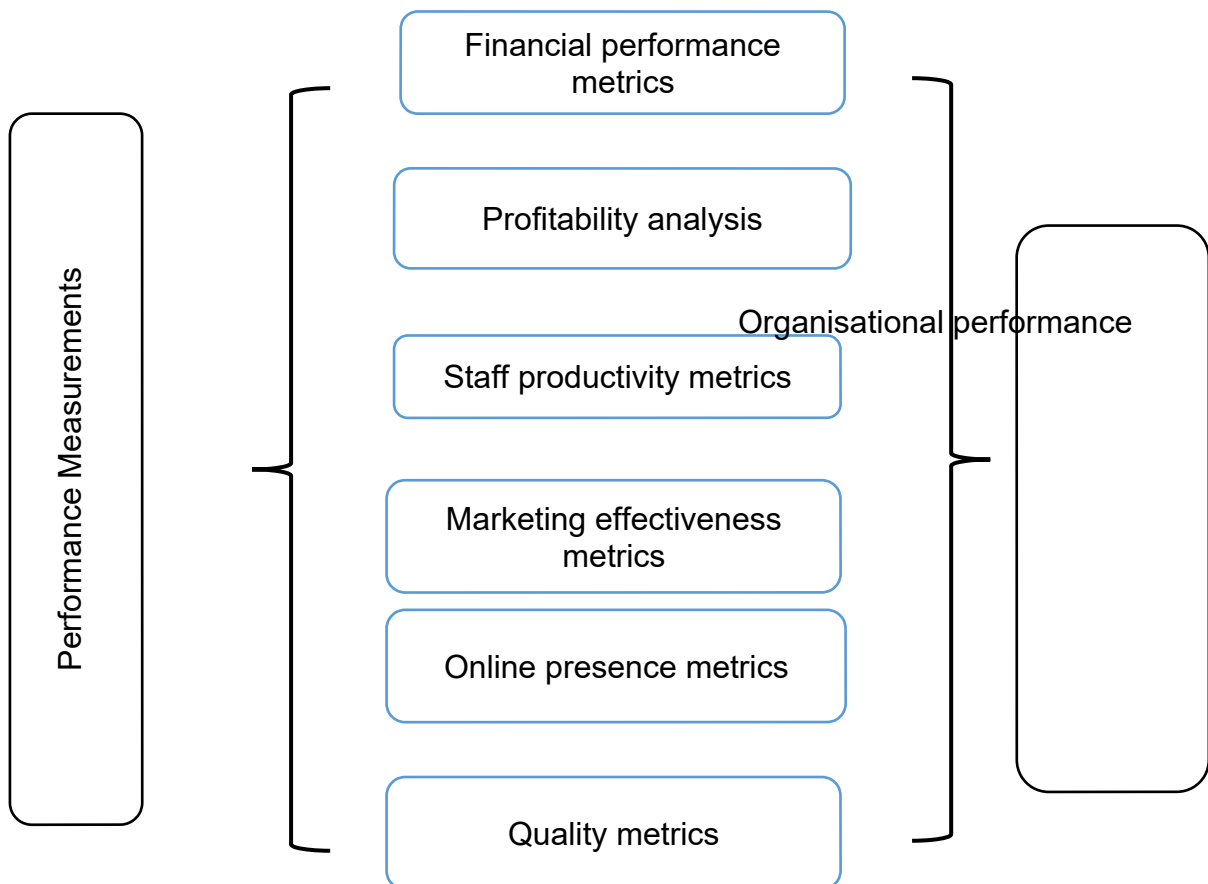 Performance Measurements
Financial performance
metrics
Profitability analysis
Organisational performance
Staff productivity metrics
Marketing effectiveness
metrics
Online presence metrics
Quality metrics